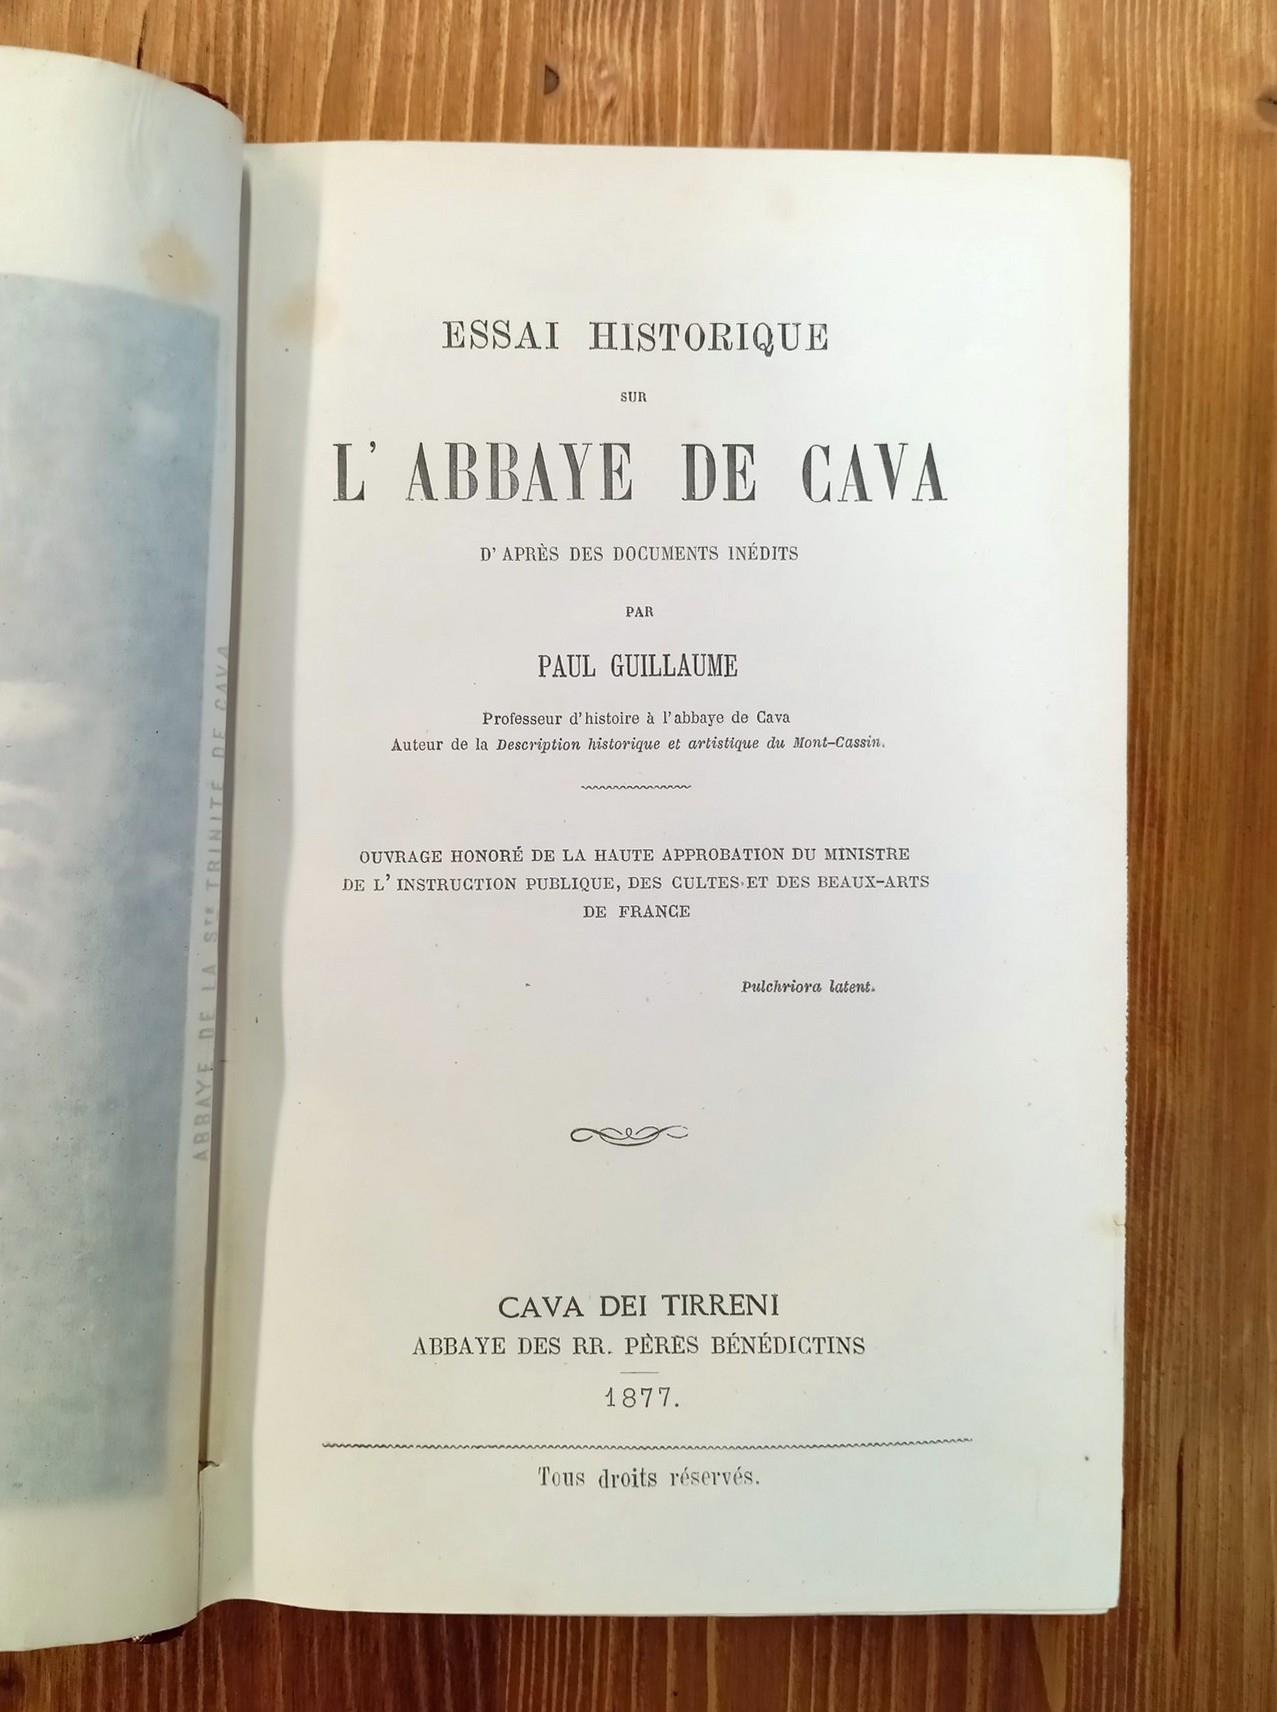 ABBAYE DE LA Sᵗᵉ TRINITÉ DE CAVA
ESSAI HISTORIQUE
SUR
L' ABBAYE DE CAVA
D' APRÈS DES DOCUMENTS INÉDITS
PAR
PAUL GUILLAUME
Professeur d'histoire à l'abbaye de Cava
Auteur de la Description historique et artistique du Mont-Cassin.
OUVRAGE HONORÉ DE LA HAUTE APPROBATION DU MINISTRE
DE L' INSTRUCTION PUBLIQUE, DES CULTES ET DES BEAUX-ARTS
DE FRANCE
Pulchriora latent.
CAVA DEI TIRRENI
ABBAYE DES RR. PÈRES BÉNÉDICTINS
1877.
Tous droits réservés.